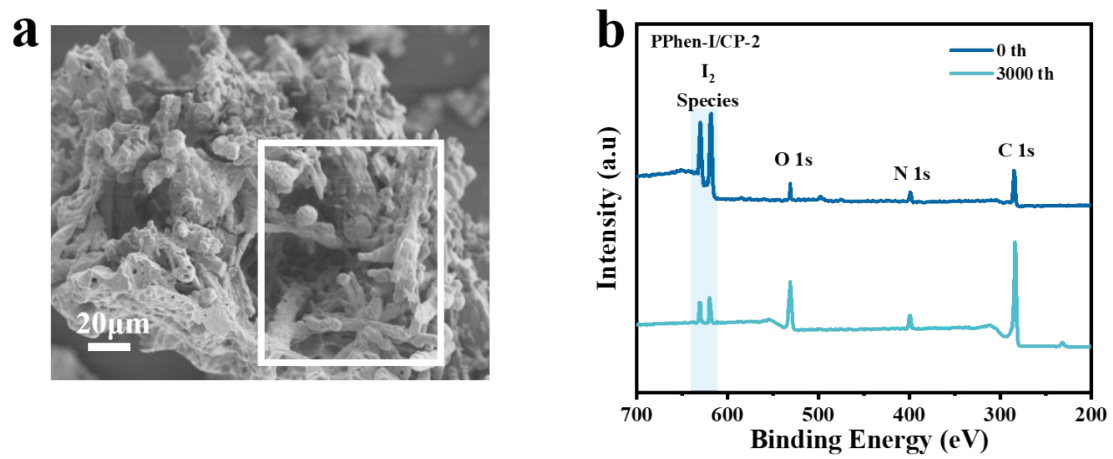 a
20μm
b
PPhen-I/CP-2
0 th
3000 th
I2
Species
O 1s
N 1s
C 1s
Intensity (a.u)
700
600
500
400
300
200
Binding Energy (eV)